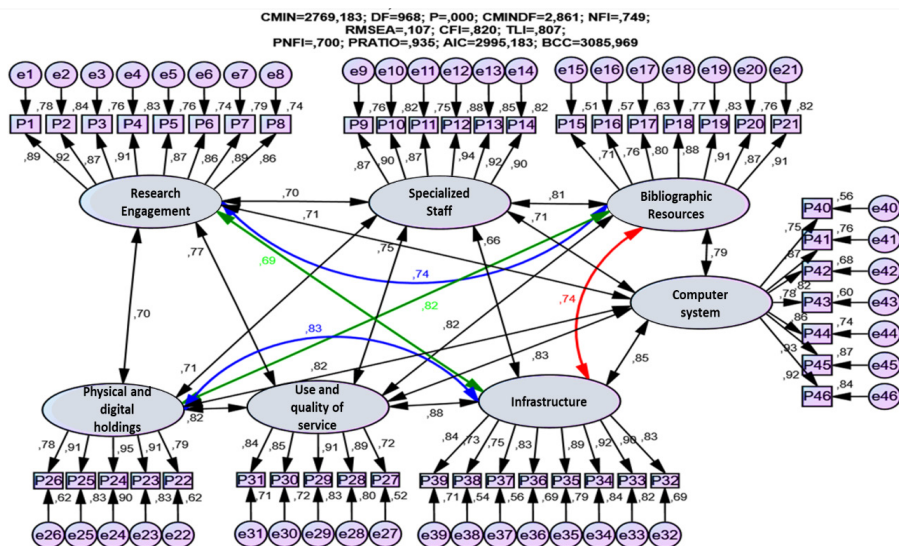 CMIN=2769,183; DF=968; P=,000; CMINDF=2,861; NFI=,749;
RMSEA=,107; CFI=,820; TLI=,807;
PNFI=,700; PRATIO=,935; AIC=2995,183; BCC=3085,969
e1 e2 e3 e4 e5 e6 e7 e8 e9 e10 e11 e12 e13 e14 e15 e16 e17 e18 e19 e20 e21
,78 ,84 ,76 ,83 ,76 ,74 ,79 ,74 ,76 ,82 ,75 ,88 ,85 ,82 ,51 ,57 ,63 ,77 ,83 ,76 ,82
P1 P2 P3 P4 P5 P6 P7 P8 P9 P10 P11 P12 P13 P14 P15 P16 P17 P18 P19 P20 P21
,89 ,92 ,87 ,91 ,87 ,86 ,89 ,86 ,87 ,90 ,87 ,94 ,92 ,90 ,71 ,76 ,80 ,88 ,91 ,87 ,91
Research
Engagement
Specialized
Staff
Bibliographic
Resources
,70 ,81
,71 ,71
,77 ,75 ,66 ,79
,69 ,74
,82 ,74
P40 ,56 e40
P41 ,76 e41
P42 ,68 e42
P43 ,60 e43
P44 ,74 e44
P45 ,87 e45
P46 ,84 e46
,75 ,87 ,82 ,78 ,86 ,93 ,92
Computer
system
,70 ,83 ,82
,71 ,82 ,83 ,85
Physical and
digital
holdings
Use and
quality of
service
Infrastructure
,82 ,88
,78 ,91 ,95 ,91 ,79 ,84 ,85 ,91 ,89 ,72 ,84 ,73 ,75 ,83 ,89 ,92 ,90 ,83
P26 P25 P24 P23 P22 P31 P30 P29 P28 P27 P39 P38 P37 P36 P35 P34 P33 P32
,62 ,83 ,90 ,83 ,62 ,71 ,72 ,83 ,80 ,52 ,71 ,54 ,56 ,69 ,79 ,84 ,82 ,69
e26 e25 e24 e23 e22 e31 e30 e29 e28 e27 e39 e38 e37 e36 e35 e34 e33 e32